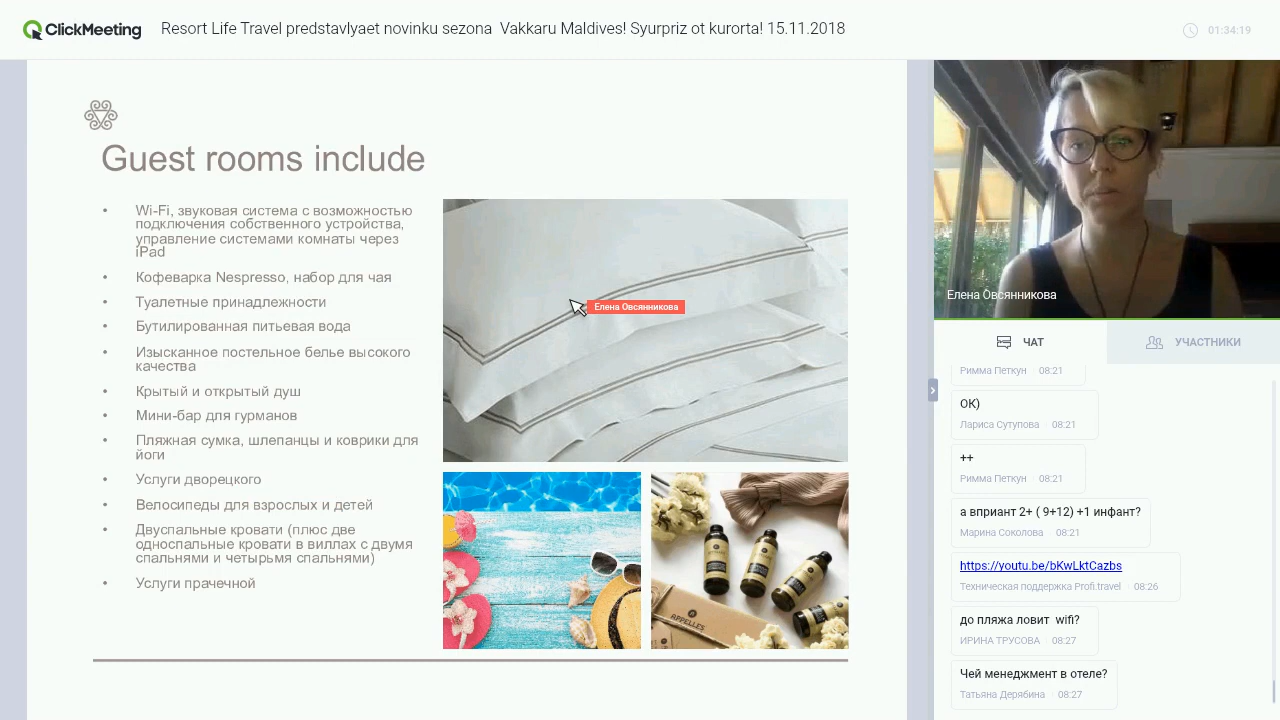 ClickMeeting
Resort Life Travel predstavlyaet novinku sezona  Vakkaru Maldives! Syurpriz ot kurorta! 15.11.2018
01:34:19
Guest rooms include
• Wi-Fi, звуковая система с возможностью
подключения собственного устройства,
управление системами комнаты через
iPad
• Кофеварка Nespresso, набор для чая
• Туалетные принадлежности
• Бутилированная питьевая вода
• Изысканное постельное белье высокого
качества
• Крытый и открытый душ
• Мини-бар для гурманов
• Пляжная сумка, шлепанцы и коврики для
йоги
• Услуги дворецкого
• Велосипеды для взрослых и детей
• Двуспальные кровати (плюс две
односпальные кровати в виллах с двумя
спальнями и четырьмя спальнями)
• Услуги прачечной
Елена Овсянникова
APPELLES
Елена Овсянникова
ЧАТ
УЧАСТНИКИ
Римма Петкун · 08:21
ОК)
Лариса Сутупова · 08:21
++
Римма Петкун · 08:21
а вприант 2+ ( 9+12) +1 инфант?
Марина Соколова · 08:21
https://youtu.be/bKwLktCazbs
Техническая поддержка Profi.travel · 08:26
до пляжа ловит  wifi?
ИРИНА ТРУСОВА · 08:27
Чей менеджмент в отеле?
Татьяна Дерябина · 08:27